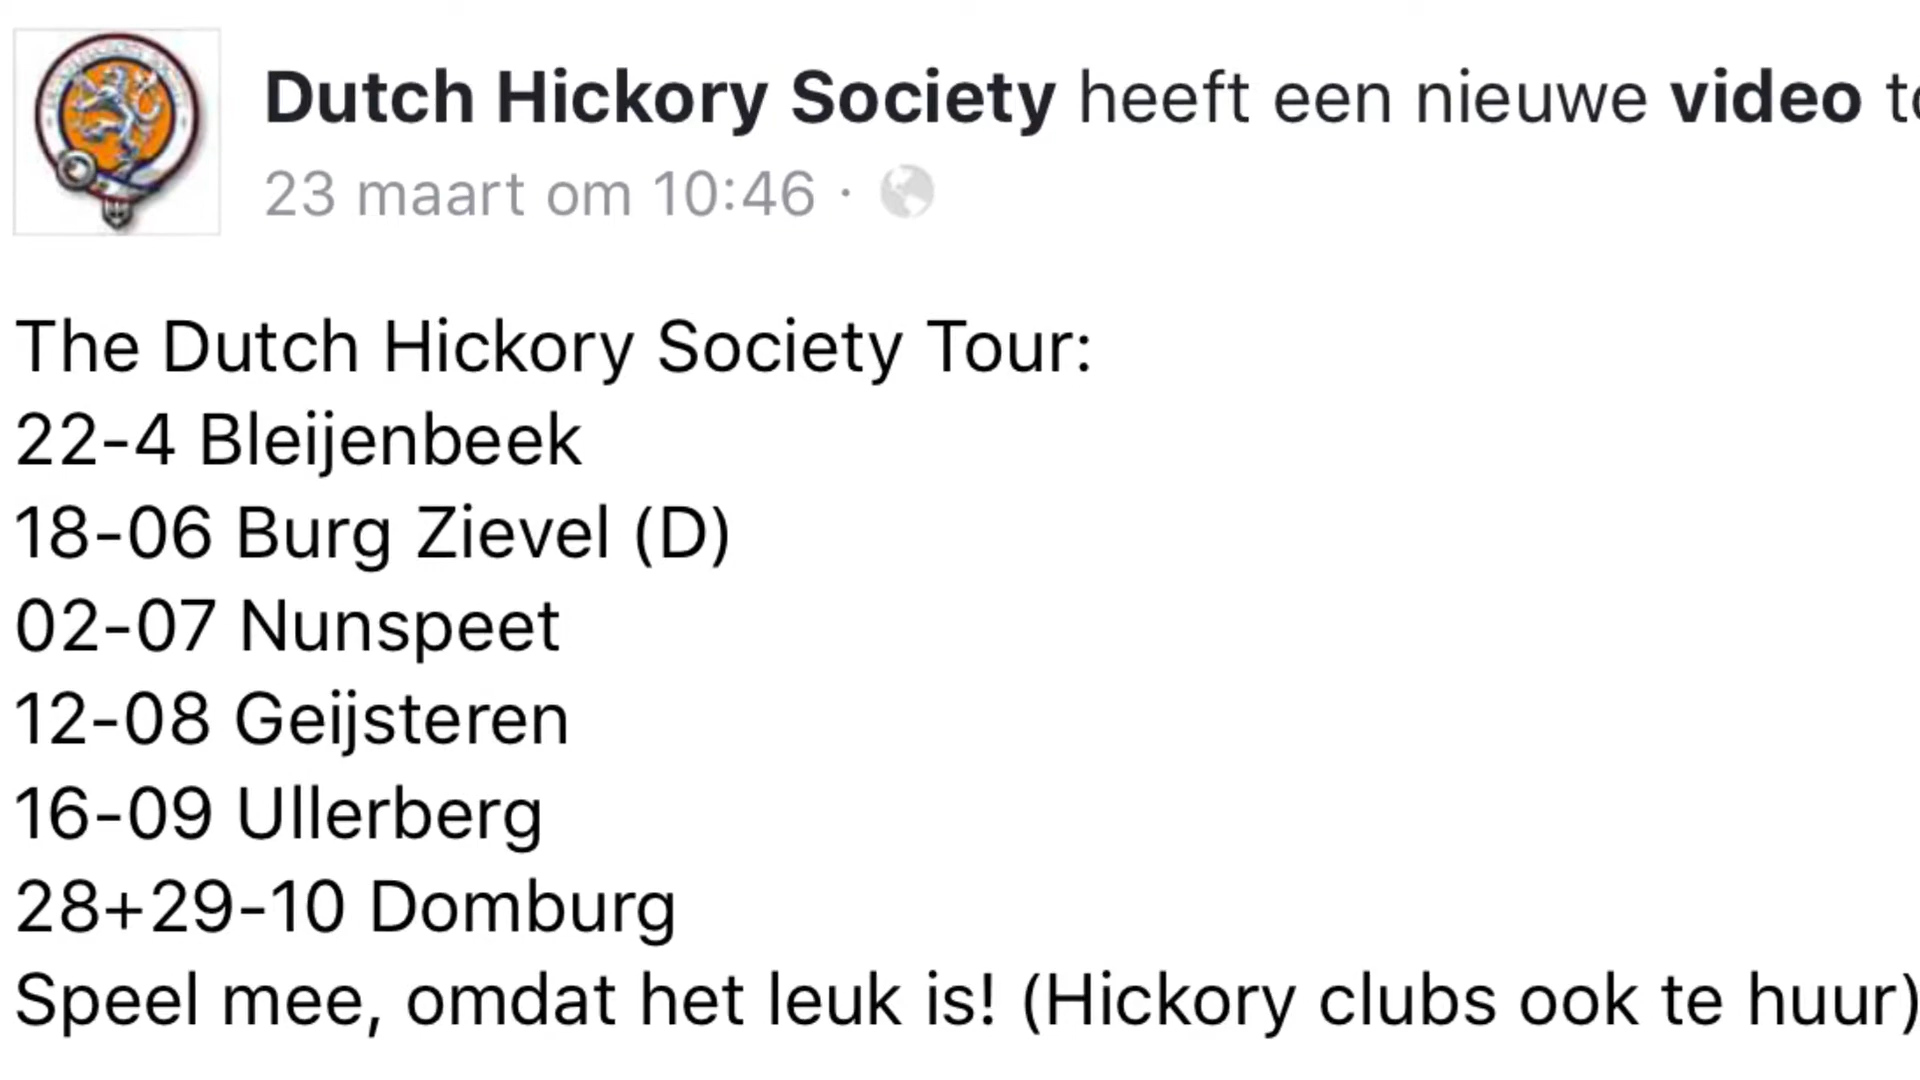 Dutch Hickory Society heeft een nieuwe video
23 maart om 10:46 ·
The Dutch Hickory Society Tour:
22-4 Bleijenbeek
18-06 Burg Zievel (D)
02-07 Nunspeet
12-08 Geijsteren
16-09 Ullerberg
28+29-10 Domburg
Speel mee, omdat het leuk is! (Hickory clubs ook te huur)